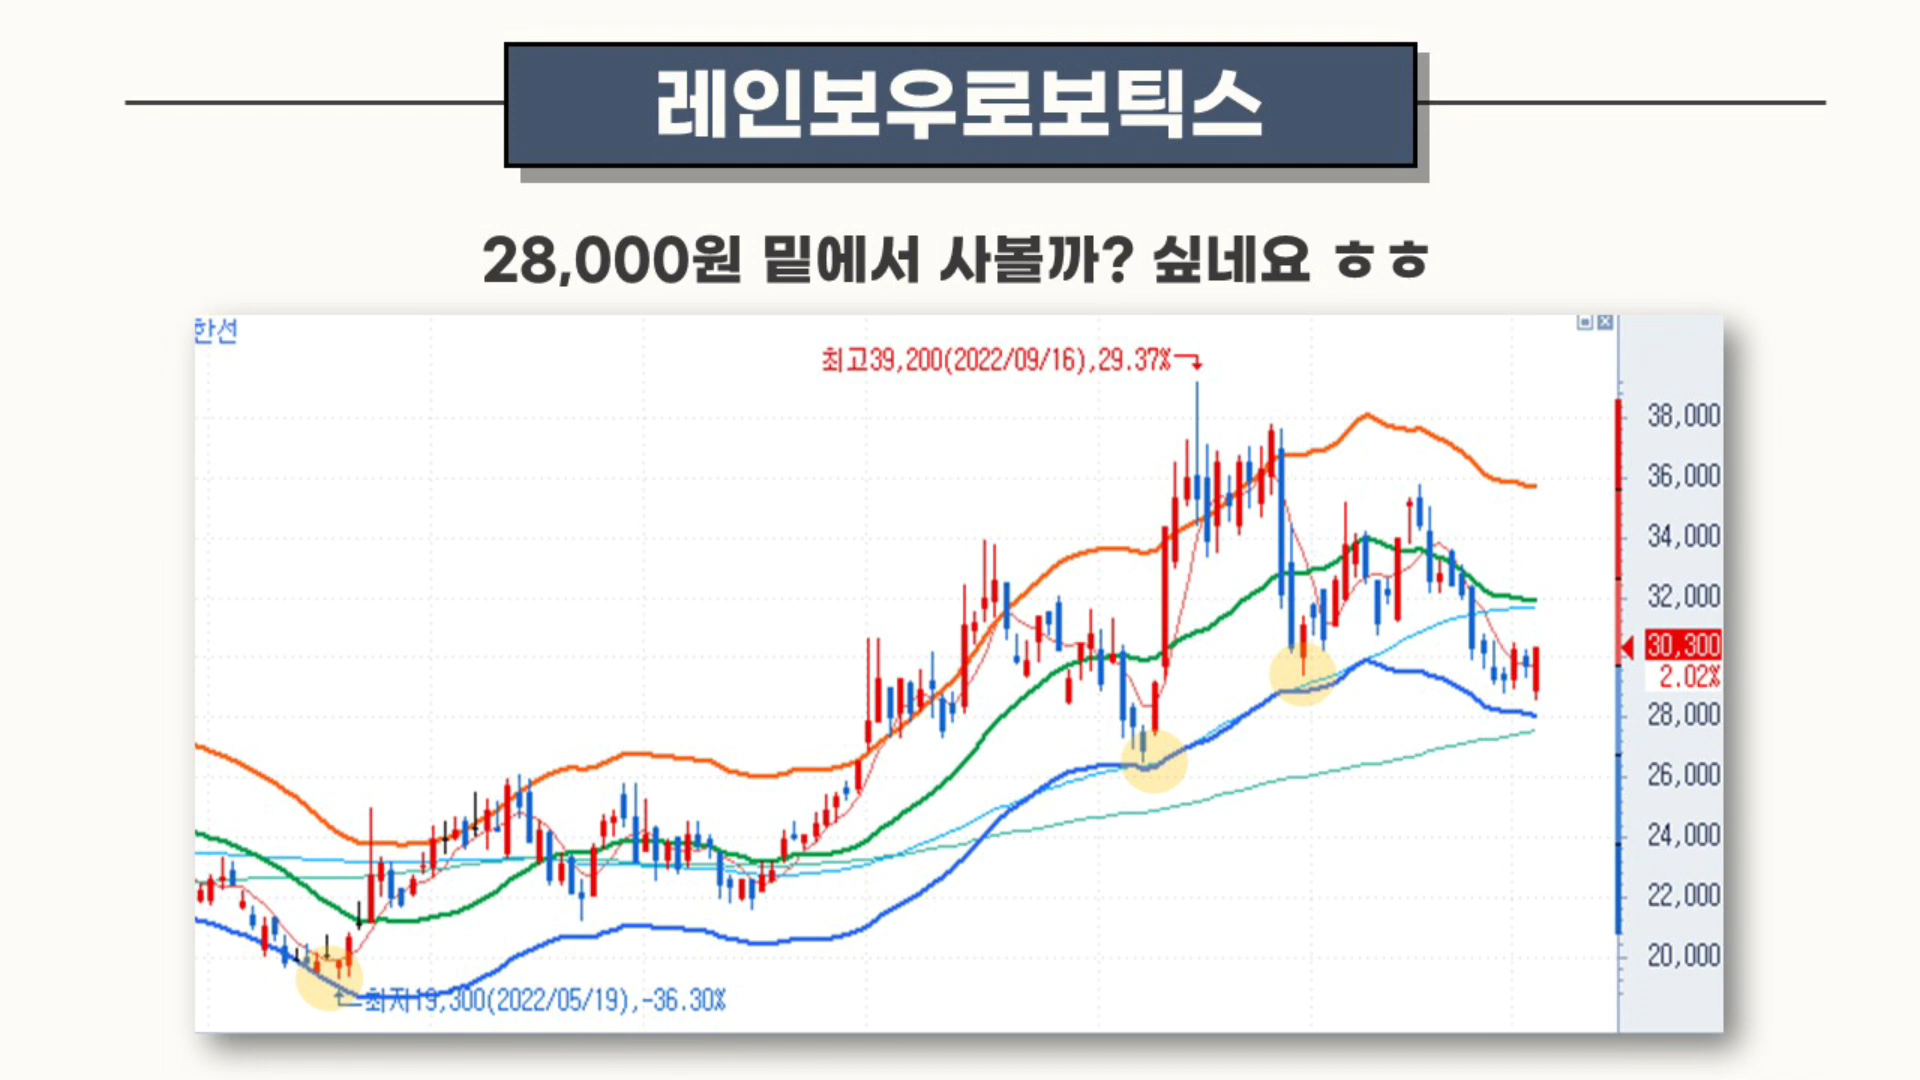 레인보우로보틱스
28,000원 밑에서 사볼까? 싶네요 ㅎㅎ
한선
최고39,200(2022/09/16),29.37%
38,000
36,000
34,000
32,000
30,300
2.02%
28,000
26,000
24,000
22,000
20,000
최저19,300(2022/05/19),-36.30%